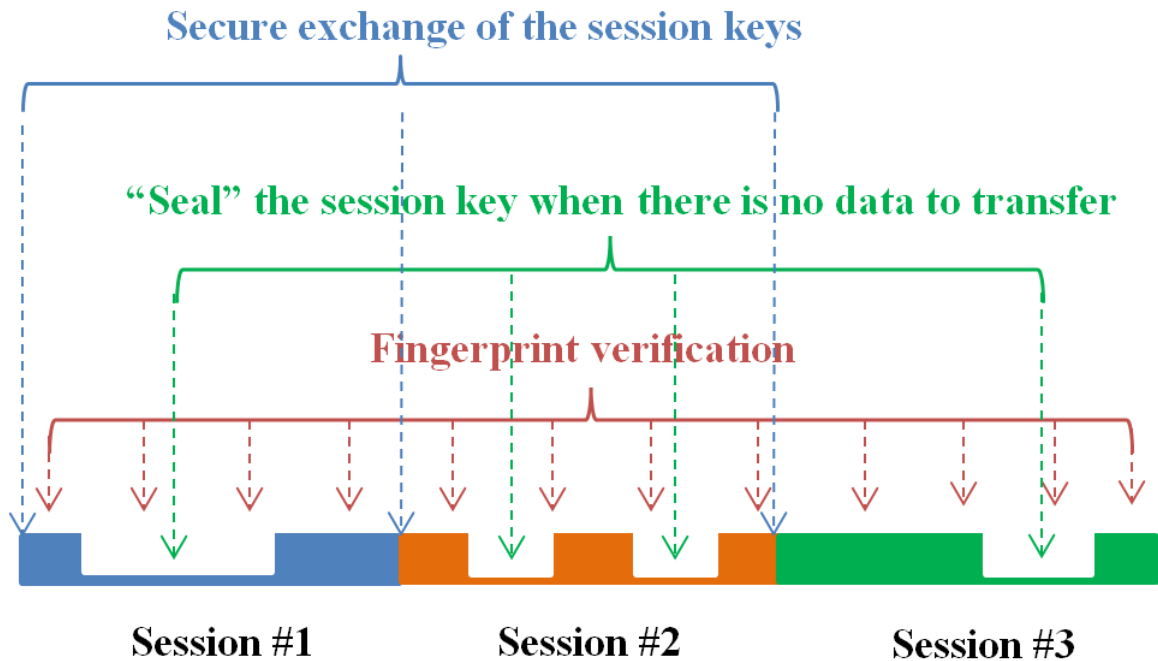 Secure exchange of the session keys
“Seal” the session key when there is no data to transfer
Fingerprint verification
Session #1
Session #2
Session #3